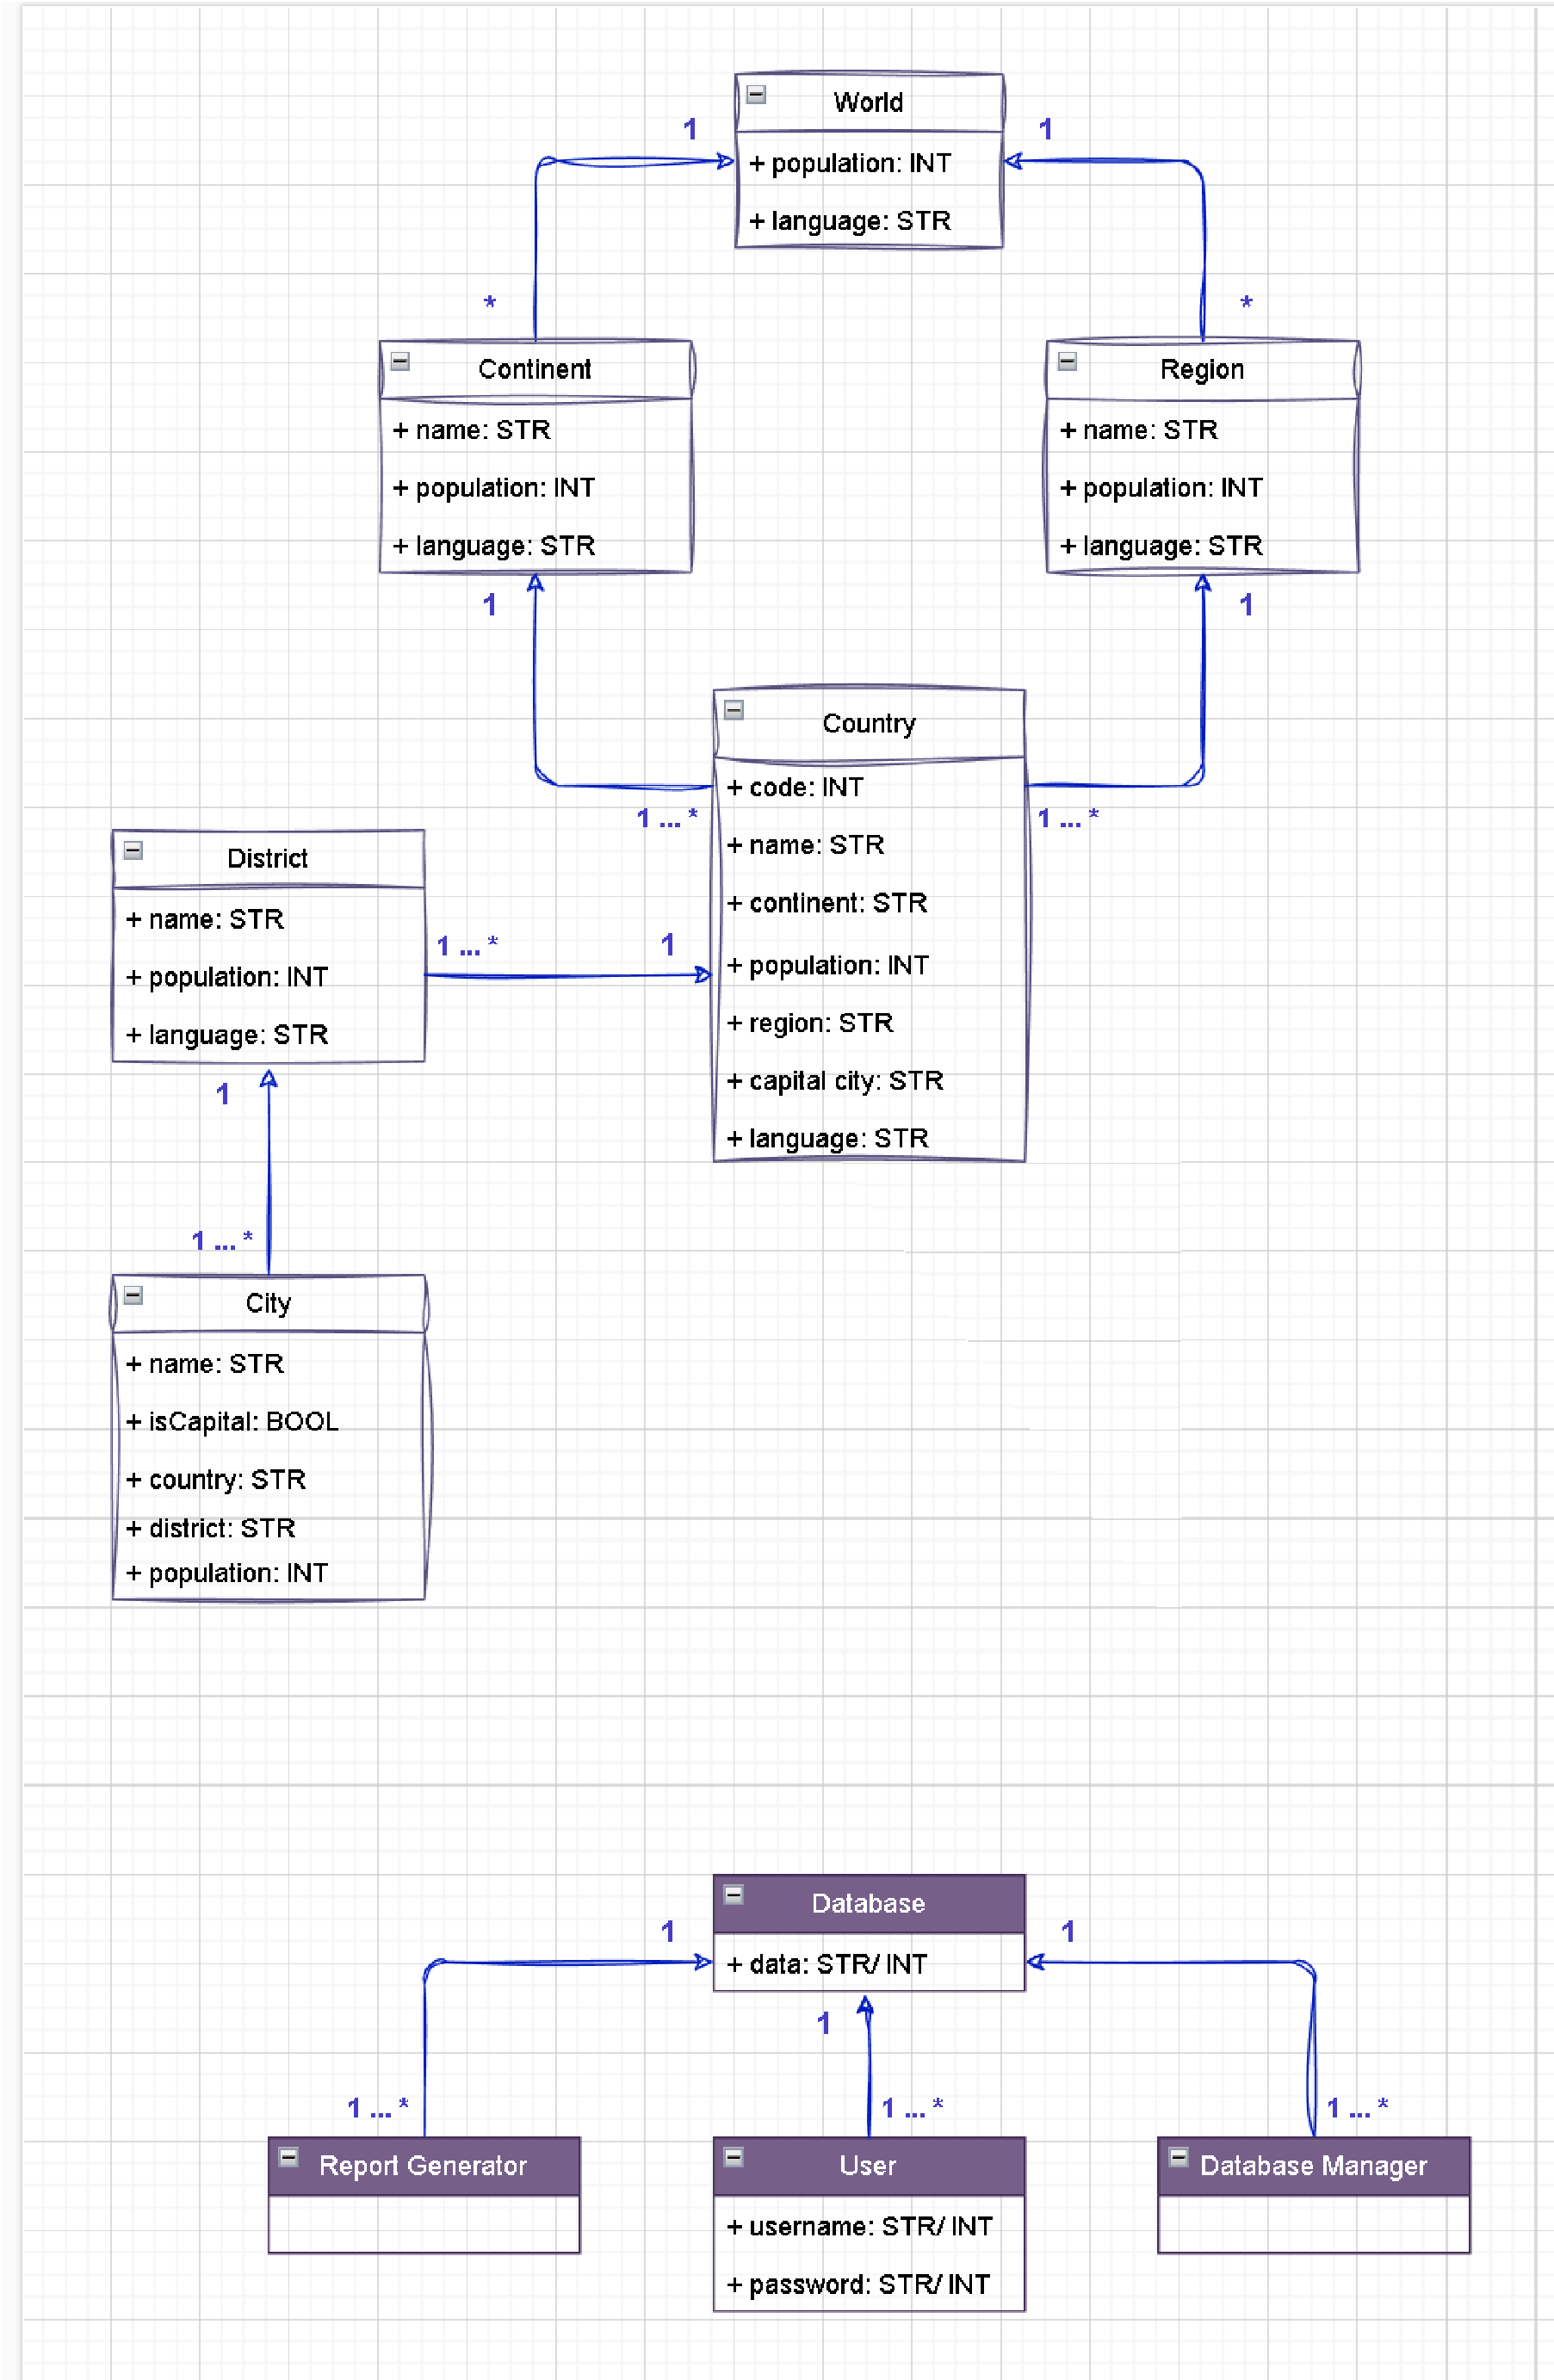 World
1
1
+ population: INT
+ language: STR
*
*
Continent
+ name: STR
+ population: INT
+ language: STR
Region
+ name: STR
+ population: INT
+ language: STR
1
1
Country
+ code: INT
+ name: STR
+ continent: STR
+ population: INT
+ region: STR
+ capital city: STR
+ language: STR
1 ... *
1 ... *
District
+ name: STR
+ population: INT
+ language: STR
1 ... *
1
1
1 ... *
City
+ name: STR
+ isCapital: BOOL
+ country: STR
+ district: STR
+ population: INT
Database
+ data: STR/ INT
1
1
1
1 ... *
1 ... *
1 ... *
Report Generator
User
+ username: STR/ INT
+ password: STR/ INT
Database Manager